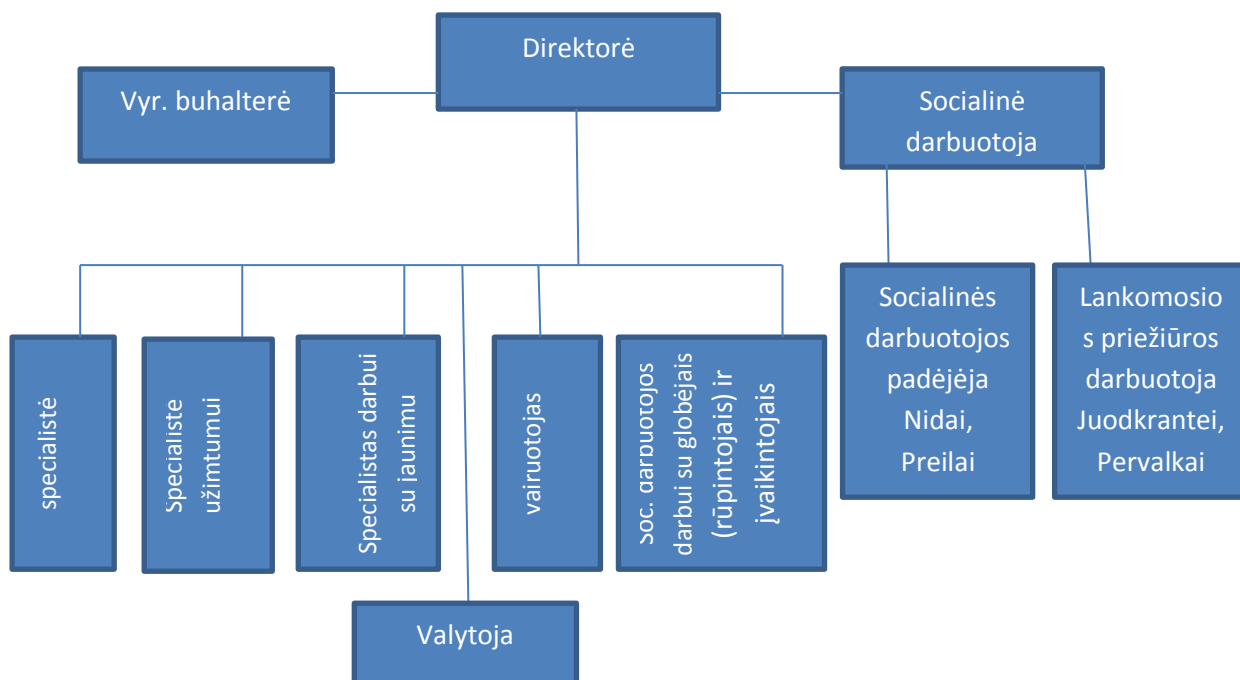 Direktorė
Vyr. buhalterė
Socialinė
darbuotoja
specialistė
Specialiste
užimtumui
Specialistas darbui
su jaunimu
vairuotojas
Soc. darbuotojos
darbui su globėjais
(rūpintojais) ir
įvaikintojais
Socialinės
darbuotojos
padėjėja
Nidai,
Preilai
Lankomosio
s priežiūros
darbuotoja
Juodkrantei,
Pervalkai
Valytoja